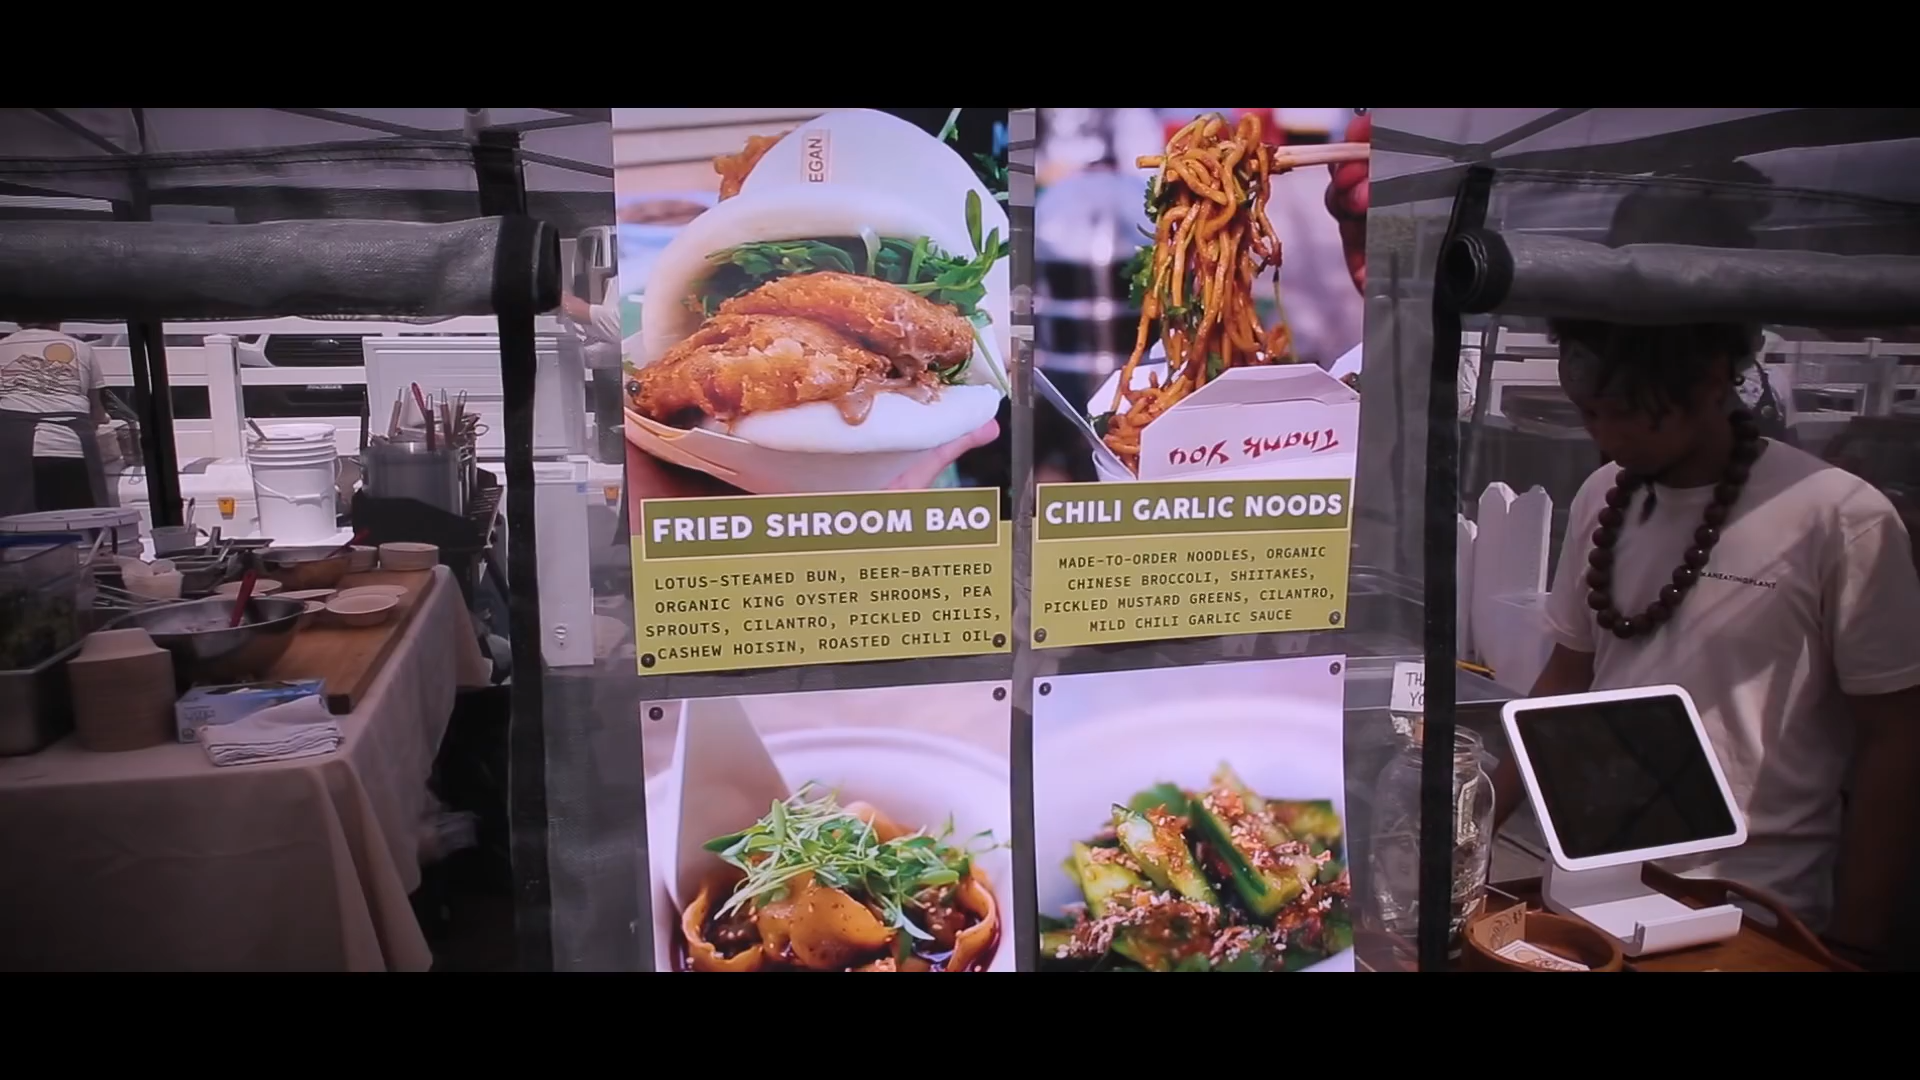 EGAN
Thank You
FRIED SHROOM BAO
LOTUS-STEAMED BUN, BEER-BATTERED
ORGANIC KING OYSTER SHROOMS, PEA
SPROUTS, CILANTRO, PICKLED CHILIS,
CASHEW HOISIN, ROASTED CHILI OIL
CHILI GARLIC NOODS
MADE-TO-ORDER NOODLES, ORGANIC
CHINESE BROCCOLI, SHIITAKES,
PICKLED MUSTARD GREENS, CILANTRO,
MILD CHILI GARLIC SAUCE
MANEATINGPLANT